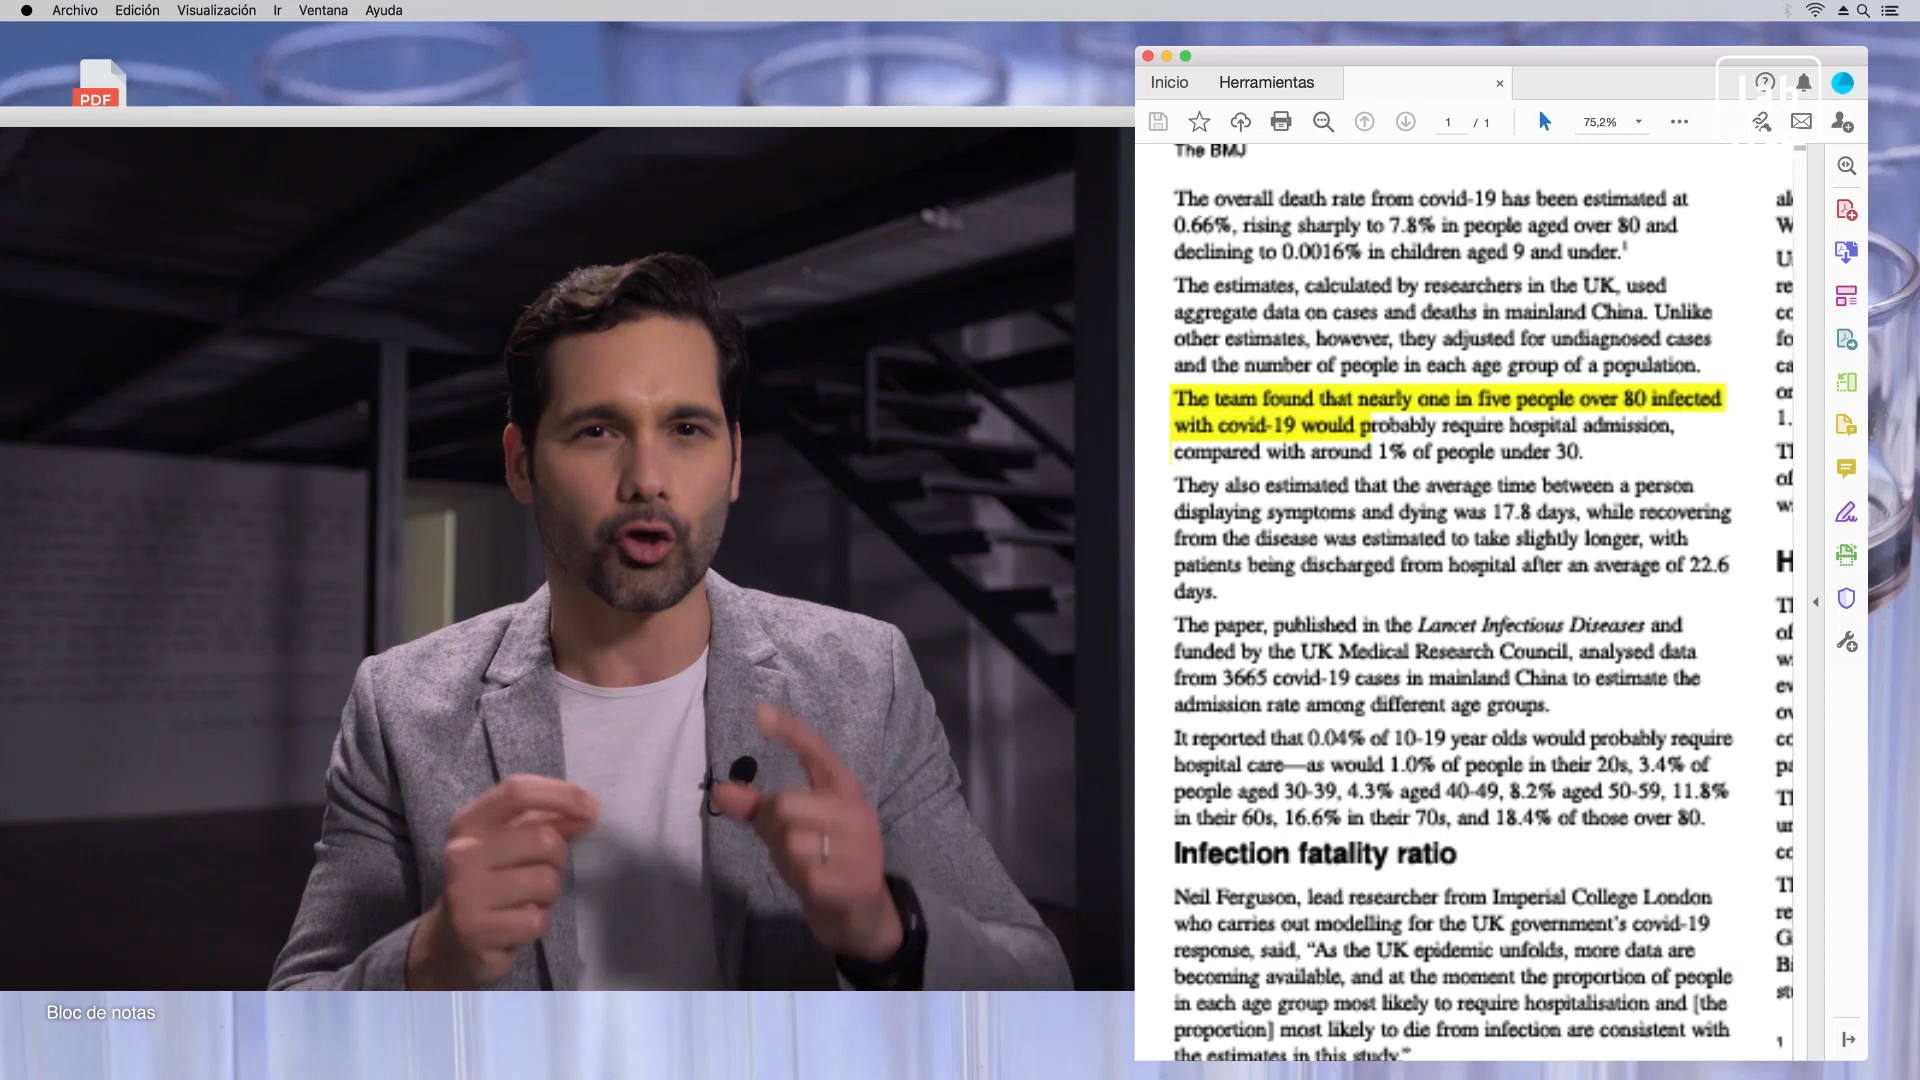 Archivo Edición Visualización Ir Ventana Ayuda
PDF
Bloc de notas
Inicio Herramientas
lab
1 / 1 75,2%
The BMJ
The overall death rate from covid-19 has been estimated at
0.66%, rising sharply to 7.8% in people aged over 80 and
declining to 0.0016% in children aged 9 and under.¹
The estimates, calculated by researchers in the UK, used
aggregate data on cases and deaths in mainland China. Unlike
other estimates, however, they adjusted for undiagnosed cases
and the number of people in each age group of a population.
The team found that nearly one in five people over 80 infected
with covid-19 would probably require hospital admission,
compared with around 1% of people under 30.
They also estimated that the average time between a person
displaying symptoms and dying was 17.8 days, while recovering
from the disease was estimated to take slightly longer, with
patients being discharged from hospital after an average of 22.6
days.
The paper, published in the Lancet Infectious Diseases and
funded by the UK Medical Research Council, analysed data
from 3665 covid-19 cases in mainland China to estimate the
admission rate among different age groups.
It reported that 0.04% of 10-19 year olds would probably require
hospital care—as would 1.0% of people in their 20s, 3.4% of
people aged 30-39, 4.3% aged 40-49, 8.2% aged 50-59, 11.8%
in their 60s, 16.6% in their 70s, and 18.4% of those over 80.
Infection fatality ratio
Neil Ferguson, lead researcher from Imperial College London
who carries out modelling for the UK government's covid-19
response, said, “As the UK epidemic unfolds, more data are
becoming available, and at the moment the proportion of people
in each age group most likely to require hospitalisation and [the
proportion] most likely to die from infection are consistent with
the estimates in this study.”